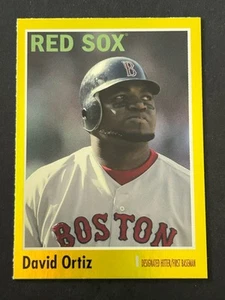 RED SOX
B
BOSTON
David Ortiz
DESIGNATED HITTER/FIRST BASEMAN